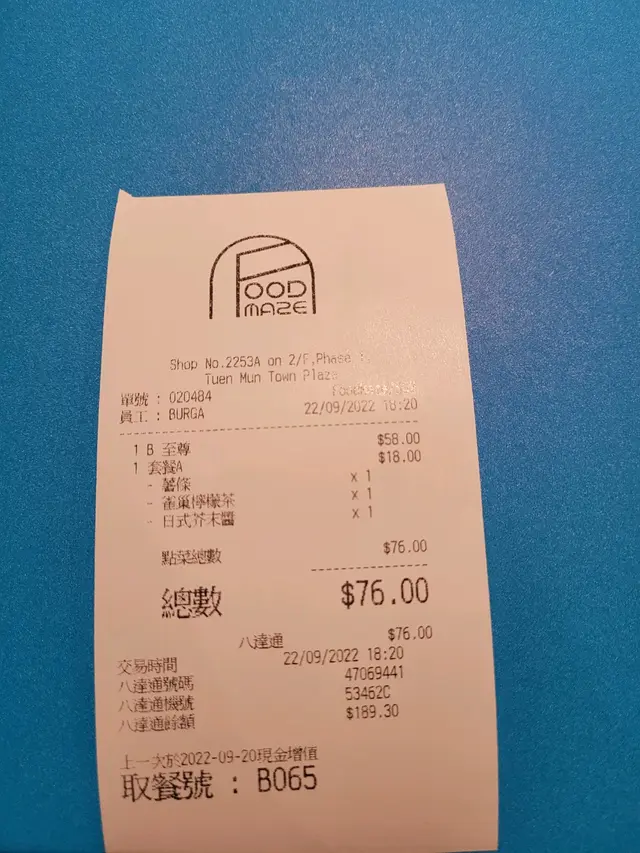 FOOD
MAZE
Shop No.2253A on 2/F,Phase
Tuen Mun Town Plaza
單號 : 020484
員工 : BURGA 22/09/2022 18:20
1 B 至尊 $58.00
1 套餐A $18.00
- 薯條 x 1
- 雀巢檸檬茶 x 1
- 日式芥末醬 x 1
點菜總數 $76.00
總數 $76.00
八達通 $76.00
交易時間 22/09/2022 18:20
八達通號碼 47069441
八達通機號 53462C
八達通餘額 $189.30
上一次於2022-09-20現金增值
取餐號 : B065